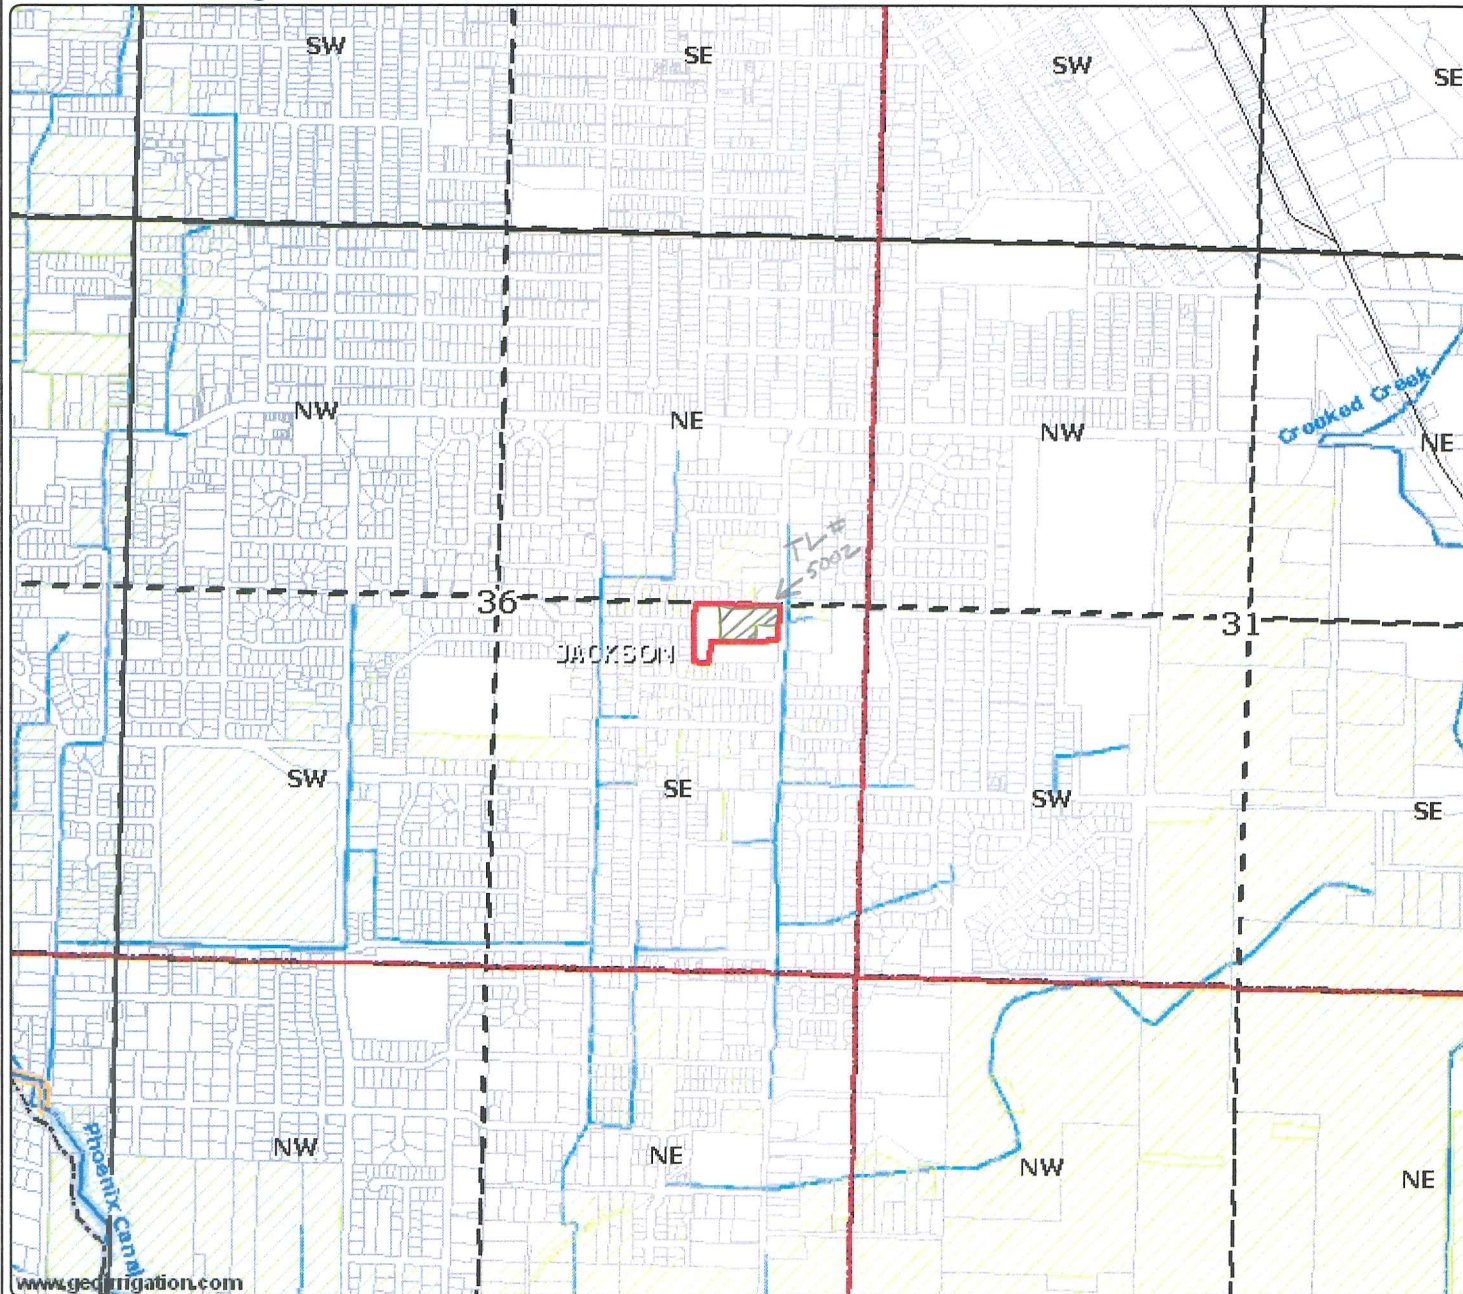 SW
SE
SW
SE
NW
NE
NW
Crooked Creek
NE
TL#
5002
36
31
JACKSON
SW
SE
SW
SE
NW
NE
NW
NE
Phoenix Canal
www.geoirrigation.com